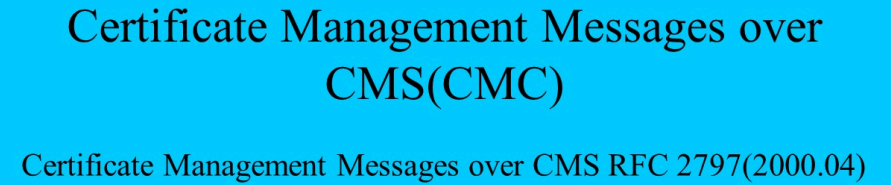 Certificate Management Messages over
CMS(CMC)
Certificate Management Messages over CMS RFC 2797(2000.04)